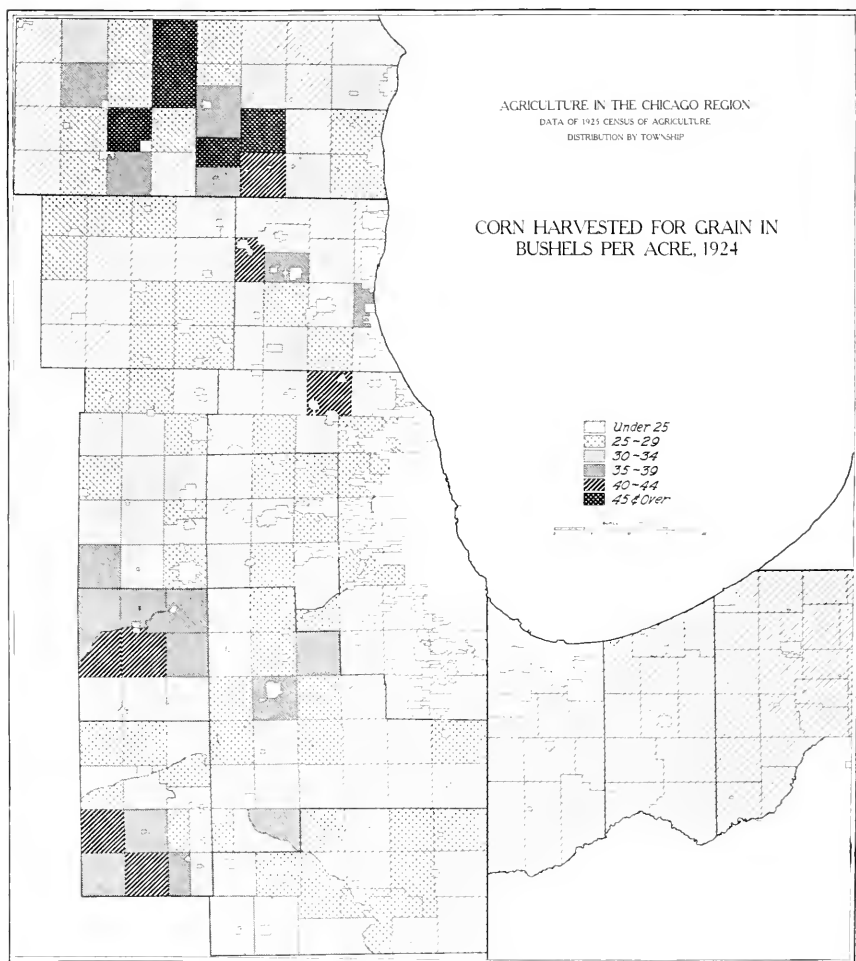 AGRICULTURE IN THE CHICAGO REGION
DATA OF 1925 CENSUS OF AGRICULTURE
DISTRIBUTION BY TOWNSHIP
CORN HARVESTED FOR GRAIN IN
BUSHELS PER ACRE, 1924
Under 25
25-29
30-34
35-39
40-44
45 & Over